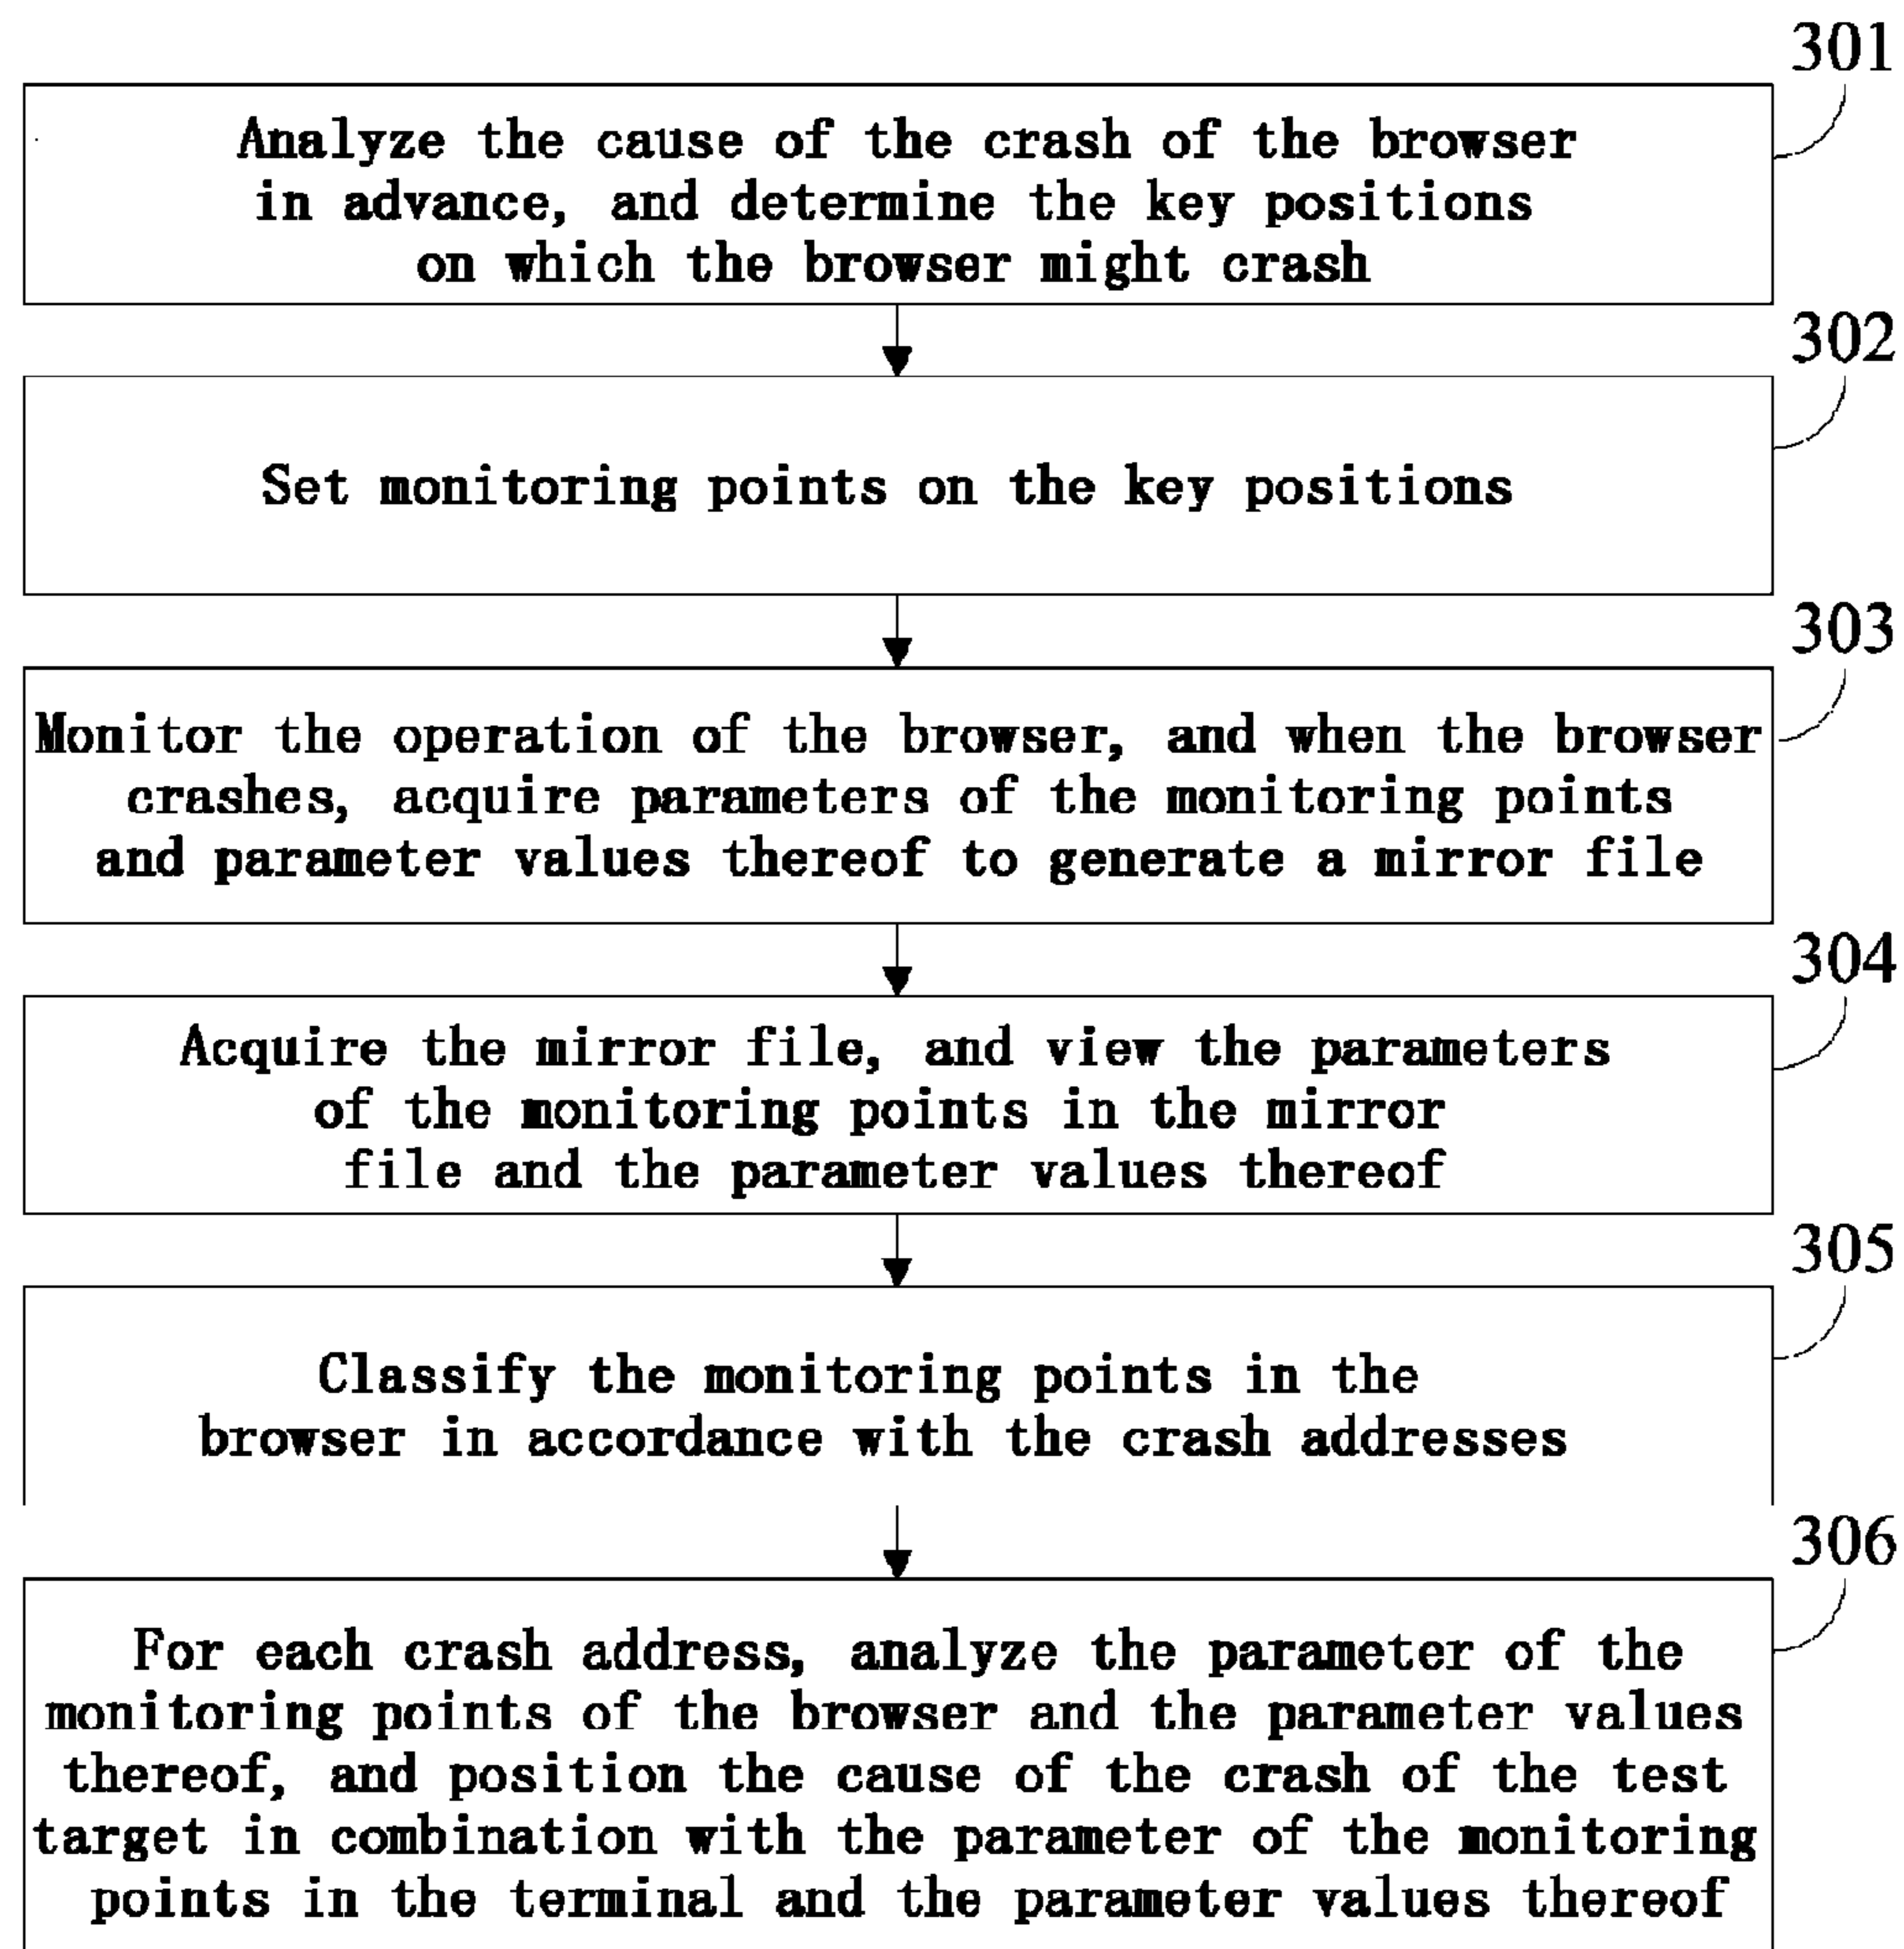 301
Analyze the cause of the crash of the browser
in advance, and determine the key positions
on which the browser might crash
302
Set monitoring points on the key positions
303
Monitor the operation of the browser, and when the browser
crashes, acquire parameters of the monitoring points
and parameter values thereof to generate a mirror file
304
Acquire the mirror file, and view the parameters
of the monitoring points in the mirror
file and the parameter values thereof
305
Classify the monitoring points in the
browser in accordance with the crash addresses
306
For each crash address, analyze the parameter of the
monitoring points of the browser and the parameter values
thereof, and position the cause of the crash of the test
target in combination with the parameter of the monitoring
points in the terminal and the parameter values thereof